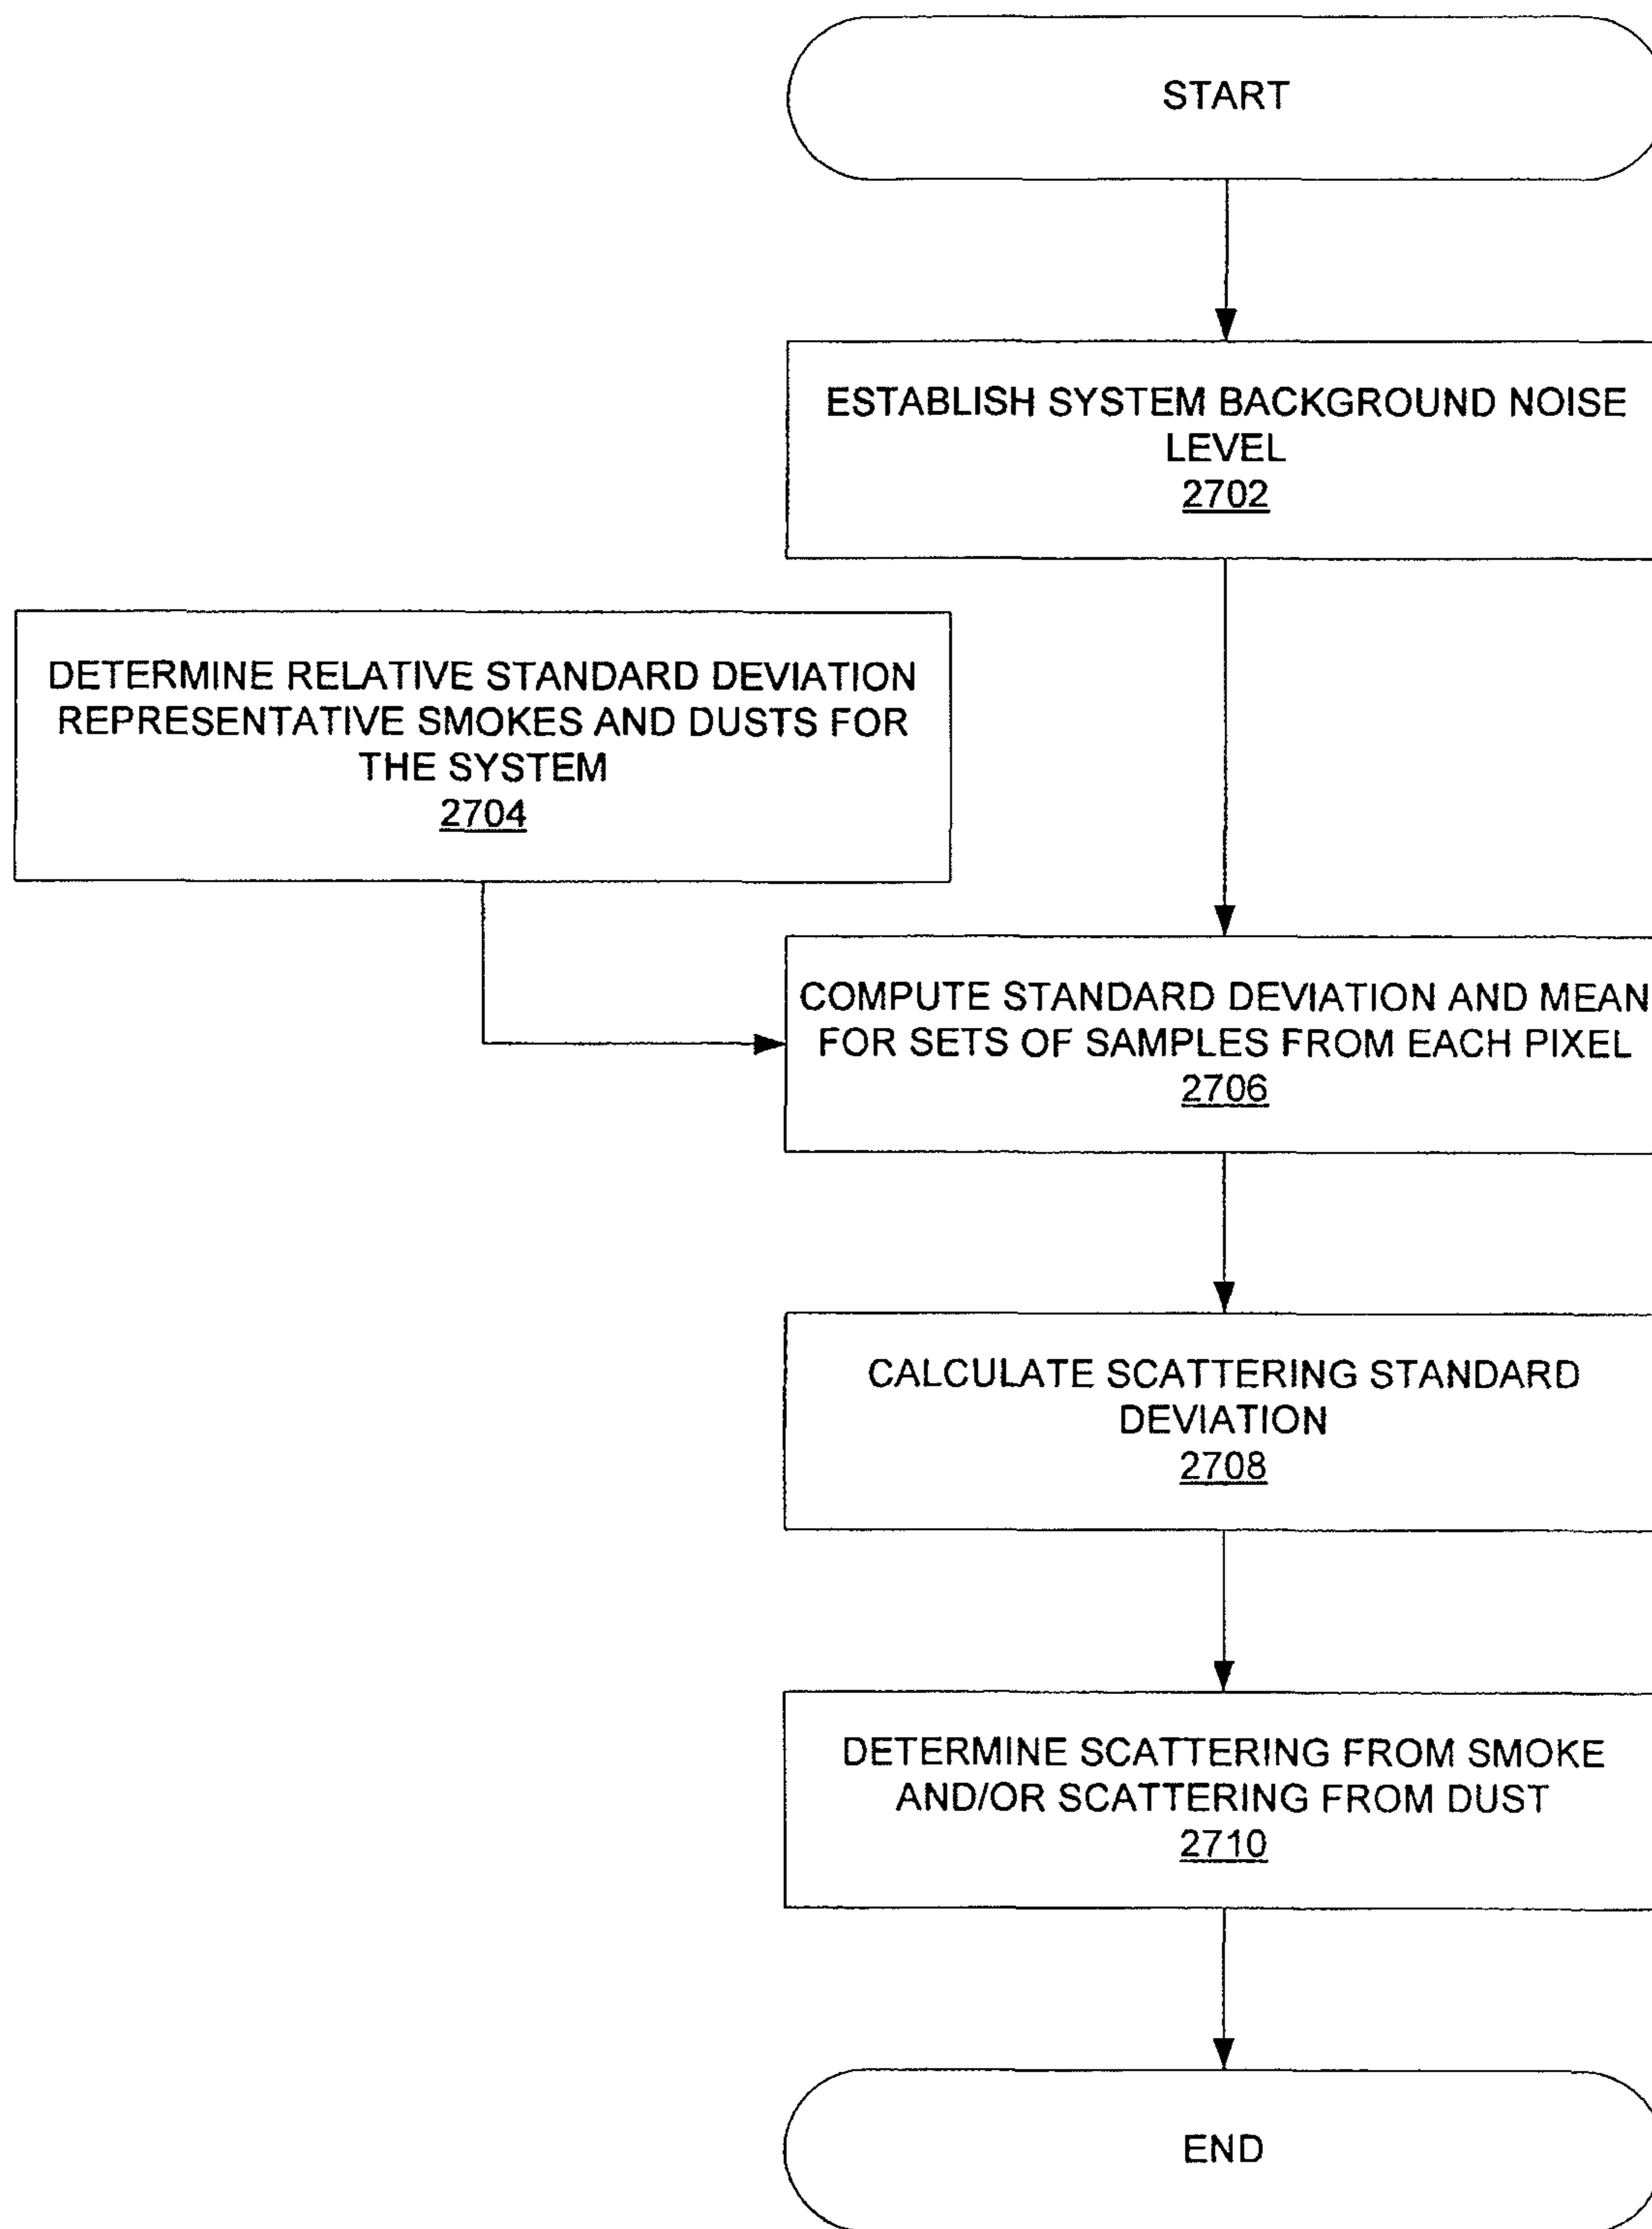 START
ESTABLISH SYSTEM BACKGROUND NOISE
LEVEL
2702
DETERMINE RELATIVE STANDARD DEVIATION
REPRESENTATIVE SMOKES AND DUSTS FOR
THE SYSTEM
2704
COMPUTE STANDARD DEVIATION AND MEAN
FOR SETS OF SAMPLES FROM EACH PIXEL
2706
CALCULATE SCATTERING STANDARD
DEVIATION
2708
DETERMINE SCATTERING FROM SMOKE
AND/OR SCATTERING FROM DUST
2710
END